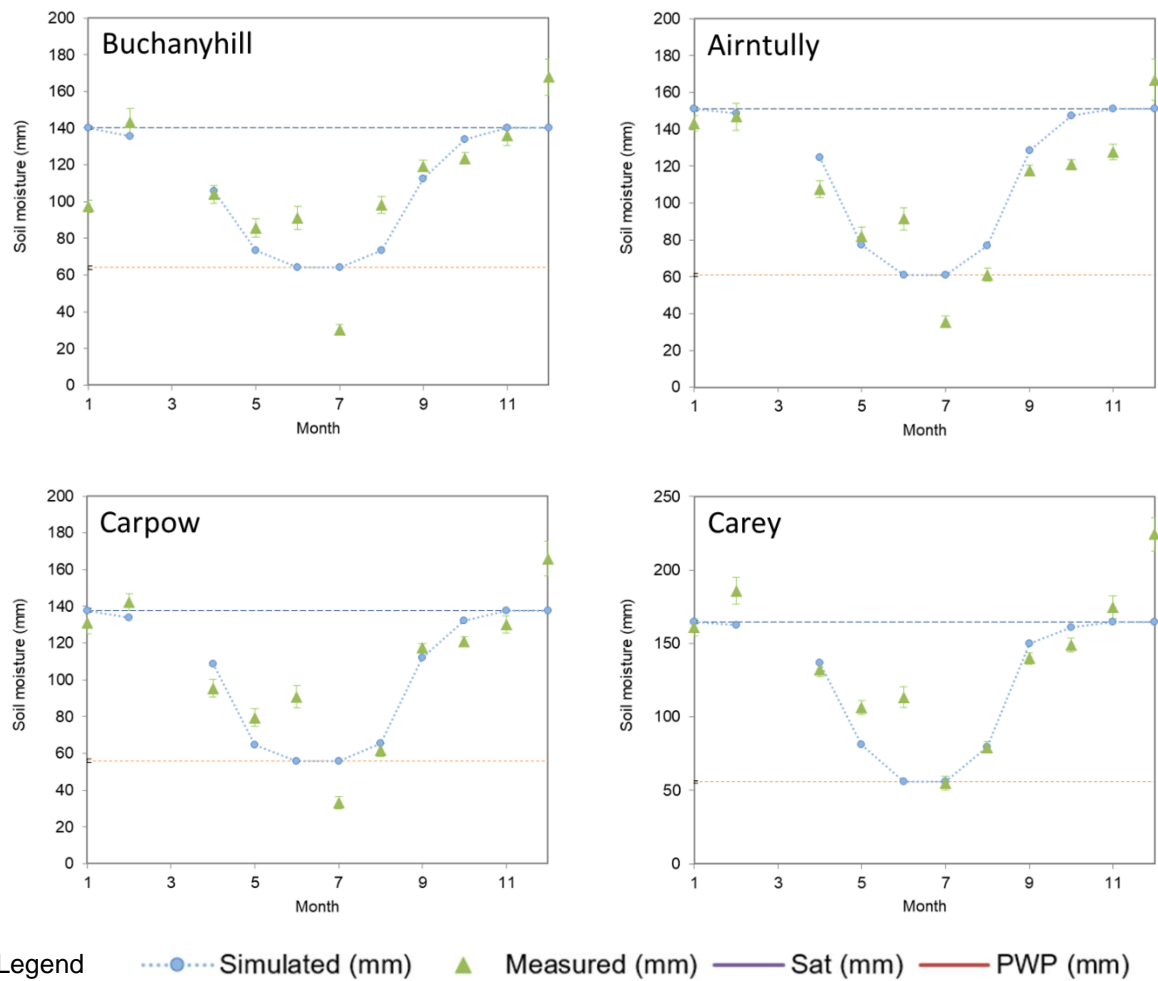 Buchanyhill
Soil moisture (mm)
200
180
160
140
120
100
80
60
40
20
0
1 3 5 7 9 11
Month
Airntully
Soil moisture (mm)
200
180
160
140
120
100
80
60
40
20
0
1 3 5 7 9 11
Month
Carpow
Soil moisture (mm)
200
180
160
140
120
100
80
60
40
20
0
1 3 5 7 9 11
Month
Carey
Soil moisture (mm)
250
200
150
100
50
0
1 3 5 7 9 11
Month
Legend Simulated (mm) Measured (mm) Sat (mm) PWP (mm)